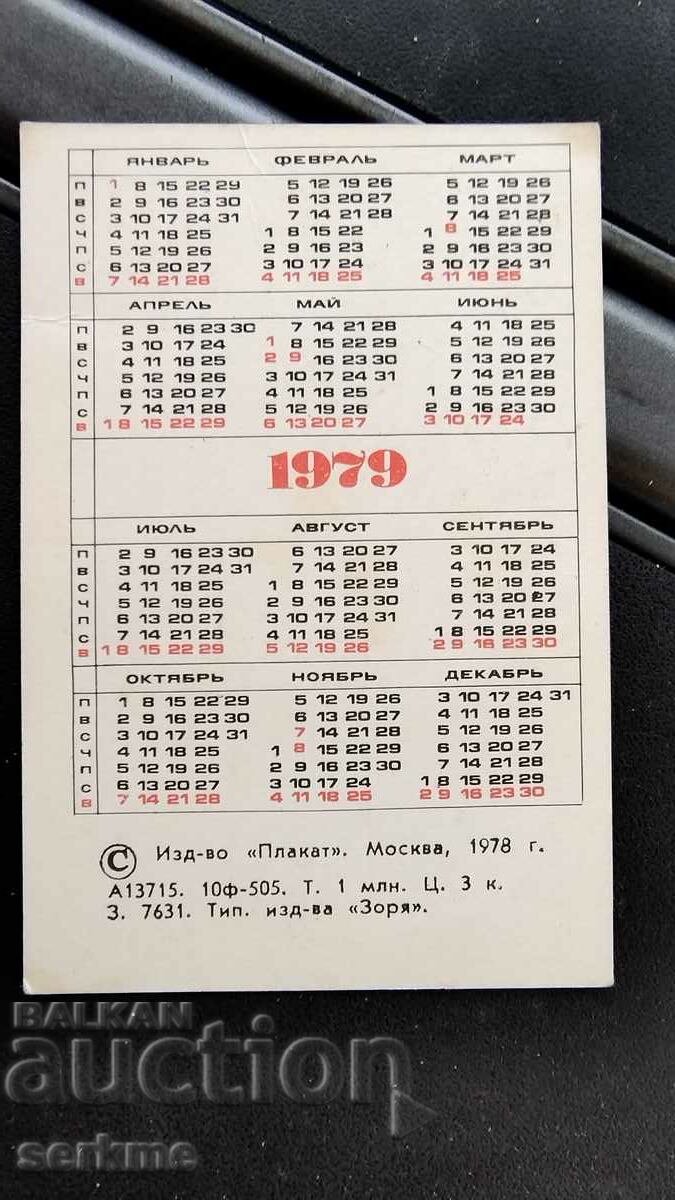 ЯНВАРЬ ФЕВРАЛЬ МАРТ
П 1 8 15 22 29 5 12 19 26 5 12 19 26
В 2 9 16 23 30 6 13 20 27 6 13 20 27
С 3 10 17 24 31 7 14 21 28 7 14 21 28
Ч 4 11 18 25 1 8 15 22 1 8 15 22 29
П 5 12 19 26 2 9 16 23 2 9 16 23 30
С 6 13 20 27 3 10 17 24 3 10 17 24 31
В 7 14 21 28 4 11 18 25 4 11 18 25
АПРЕЛЬ МАЙ ИЮНЬ
П 2 9 16 23 30 7 14 21 28 4 11 18 25
В 3 10 17 24 1 8 15 22 29 5 12 19 26
С 4 11 18 25 2 9 16 23 30 6 13 20 27
Ч 5 12 19 26 3 10 17 24 31 7 14 21 28
П 6 13 20 27 4 11 18 25 1 8 15 22 29
С 7 14 21 28 5 12 19 26 2 9 16 23 30
В 1 8 15 22 29 6 13 20 27 3 10 17 24
1979
ИЮЛЬ АВГУСТ СЕНТЯБРЬ
П 2 9 16 23 30 6 13 20 27 3 10 17 24
В 3 10 17 24 31 7 14 21 28 4 11 18 25
С 4 11 18 25 1 8 15 22 29 5 12 19 26
Ч 5 12 19 26 2 9 16 23 30 6 13 20 27
П 6 13 20 27 3 10 17 24 31 7 14 21 28
С 7 14 21 28 4 11 18 25 1 8 15 22 29
В 1 8 15 22 29 5 12 19 26 2 9 16 23 30
ОКТЯБРЬ НОЯБРЬ ДЕКАБРЬ
П 1 8 15 22 29 5 12 19 26 3 10 17 24 31
В 2 9 16 23 30 6 13 20 27 4 11 18 25
С 3 10 17 24 31 7 14 21 28 5 12 19 26
Ч 4 11 18 25 1 8 15 22 29 6 13 20 27
П 5 12 19 26 2 9 16 23 30 7 14 21 28
С 6 13 20 27 3 10 17 24 1 8 15 22 29
В 7 14 21 28 4 11 18 25 2 9 16 23 30
© Изд-во «Плакат». Москва, 1978 г.
А13715. 10ф-505. Т. 1 млн. Ц. 3 к.
З. 7631. Тип. изд-ва «Зоря».
BALKAN
auction
serkme